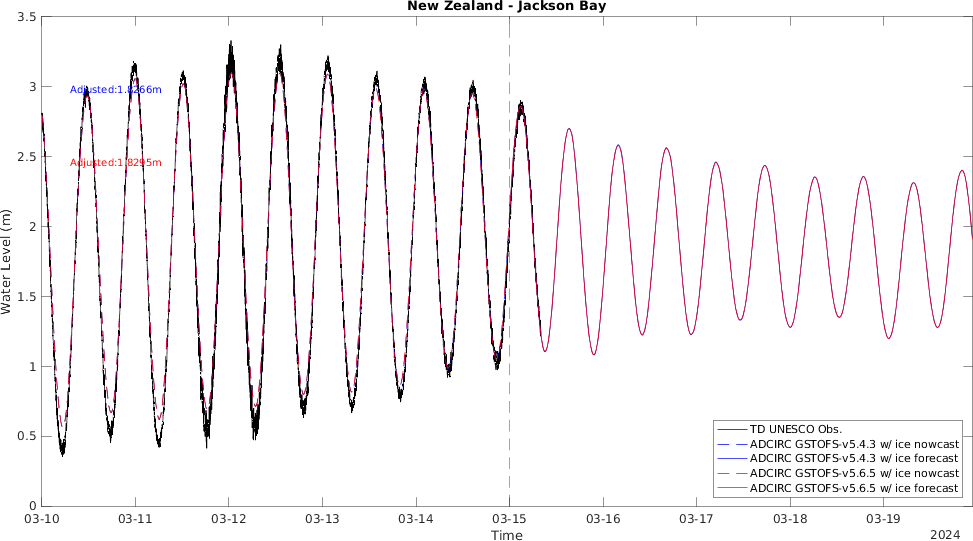 New Zealand - Jackson Bay
Water Level (m)
3.5
3
2.5
2
1.5
1
0.5
0
Adjusted:1.8266m
Adjusted:1.8295m
TD UNESCO Obs.
ADCIRC GSTOFS-v5.4.3 w/ ice nowcast
ADCIRC GSTOFS-v5.4.3 w/ ice forecast
ADCIRC GSTOFS-v5.6.5 w/ ice nowcast
ADCIRC GSTOFS-v5.6.5 w/ ice forecast
03-10 03-11 03-12 03-13 03-14 03-15 03-16 03-17 03-18 03-19
Time
2024